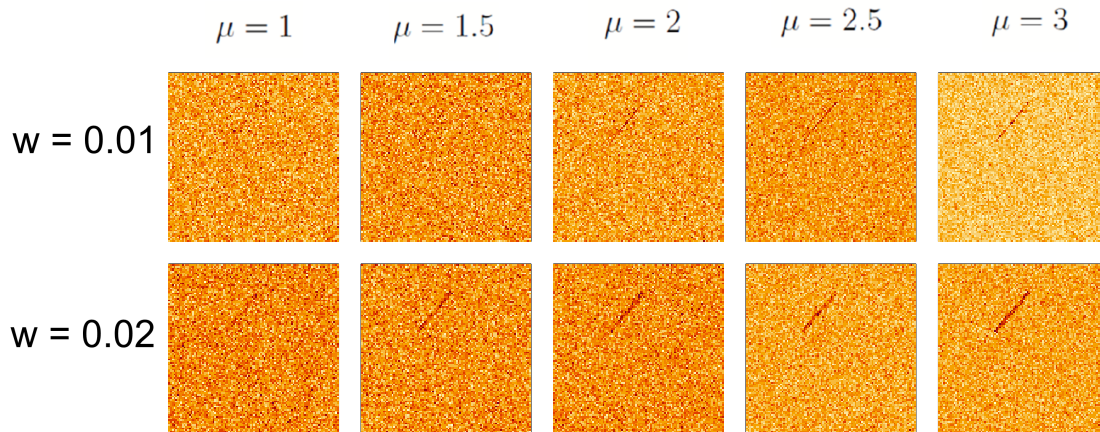 μ = 1 μ = 1.5 μ = 2 μ = 2.5 μ = 3
w = 0.01
w = 0.02